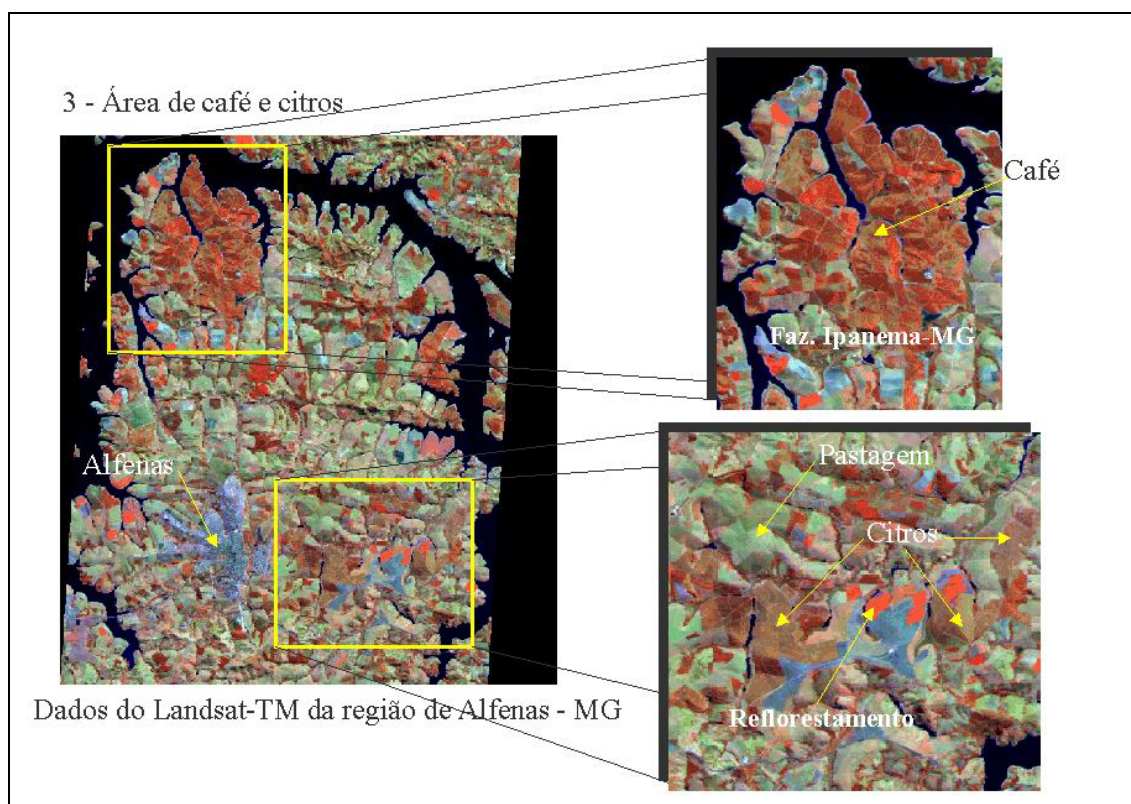 3 - Área de café e citros
Café
Faz. Ipanema-MG
Alfenas
Pastagem
Citros
Reflorestamento
Dados do Landsat-TM da região de Alfenas - MG